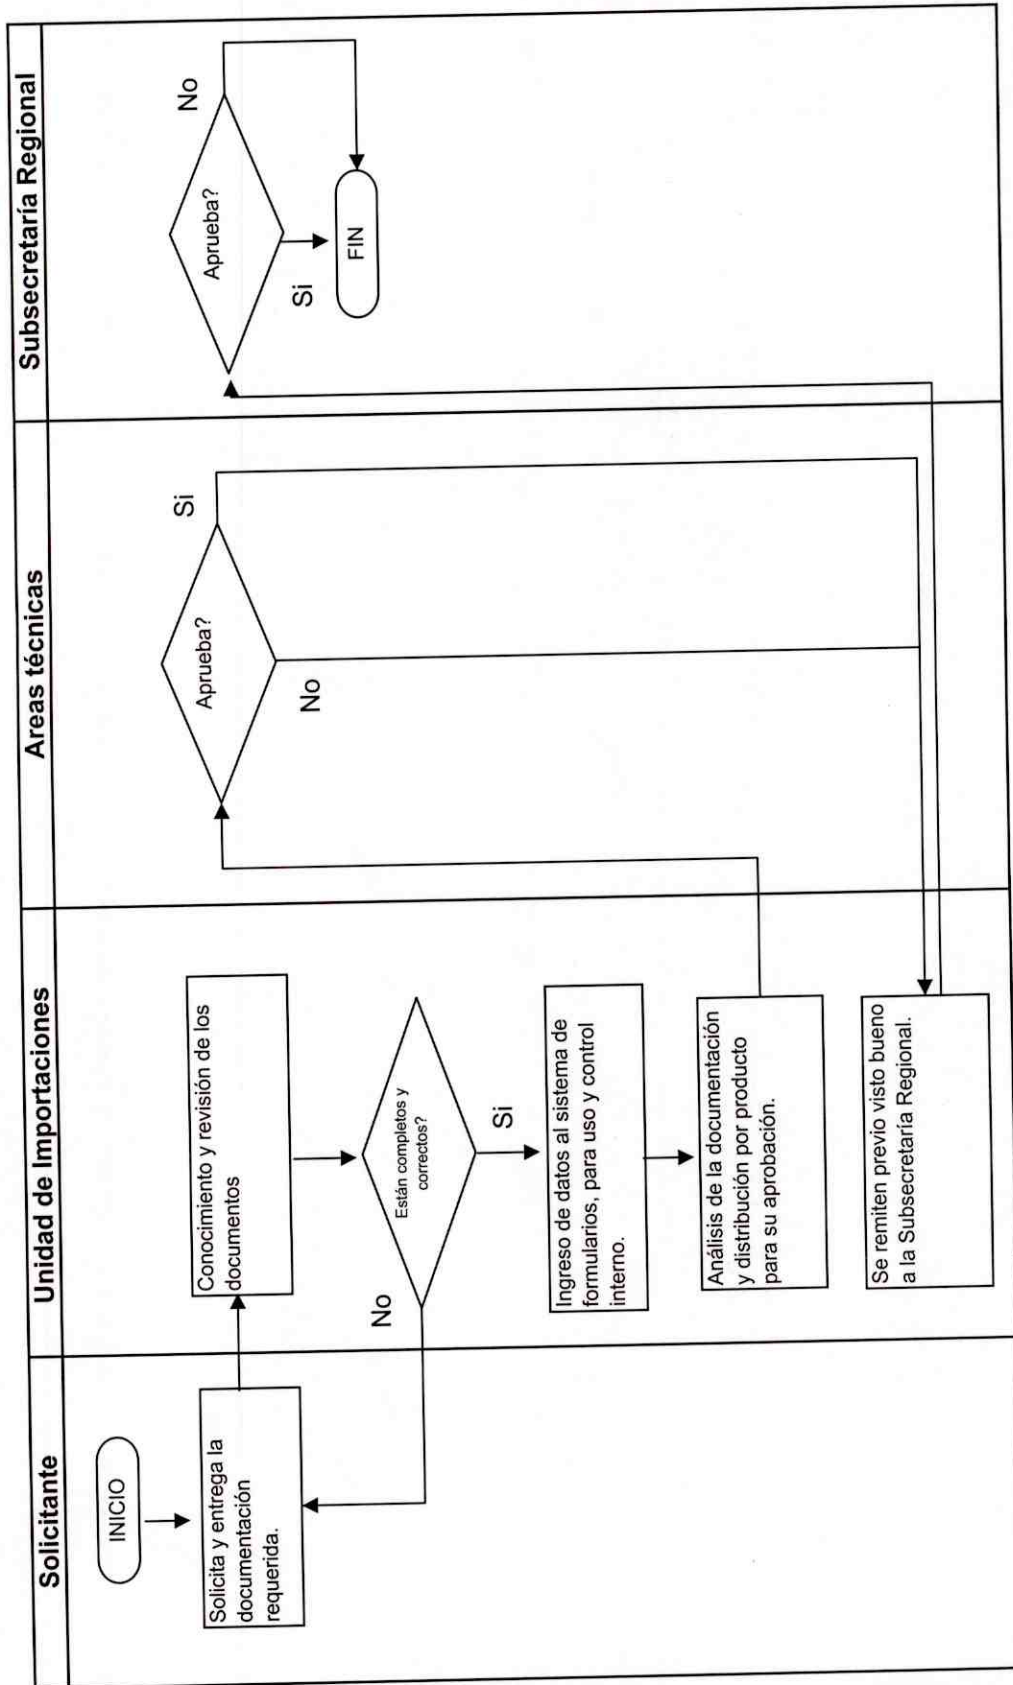 Solicitante
Unidad de Importaciones
Areas técnicas
Subsecretaría Regional
INICIO
Solicita y entrega la
documentación
requerida.
Conocimiento y revisión de los
documentos
Están completos y
correctos?
No
Si
Ingreso de datos al sistema de
formularios, para uso y control
interno.
Análisis de la documentación
y distribución por producto
para su aprobación.
Se remiten previo visto bueno
a la Subsecretaría Regional.
Aprueba?
Si
No
Aprueba?
No
Si
FIN